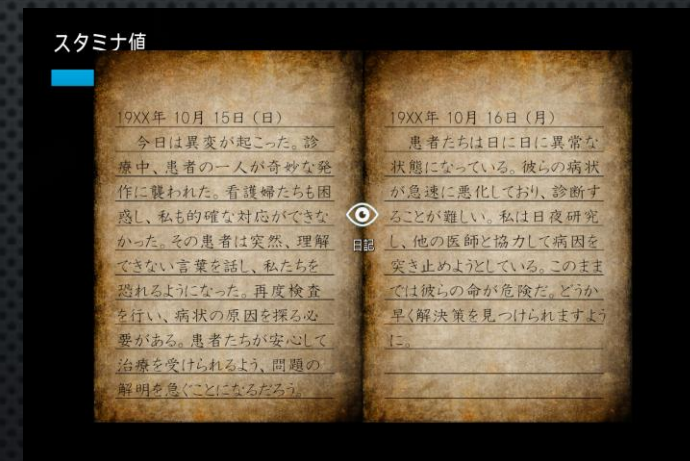 スタミナ値
19XX年 10月 15日（日）
今日は異変が起こった。診
療中、患者の一人が奇妙な発
作に襲われた。看護婦たちも困
惑し、私も的確な対応ができな
かった。その患者は突然、理解
できない言葉を話し、私たちを
恐れるようになった。再度検査
を行い、病状の原因を探る必
要がある。患者たちが安心して
治療を受けられるよう、問題の
解明を急ぐことになるだろう。
日記
19XX年 10月 16日（月）
患者たちは日に日に異常な
状態になっている。彼らの病状
が急速に悪化しており、診断す
ることが難しい。私は日夜研究
し、他の医師と協力して病因を
突き止めようとしている。このまま
では彼らの命が危険だ。どうか
早く解決策を見つけられますよう
に。